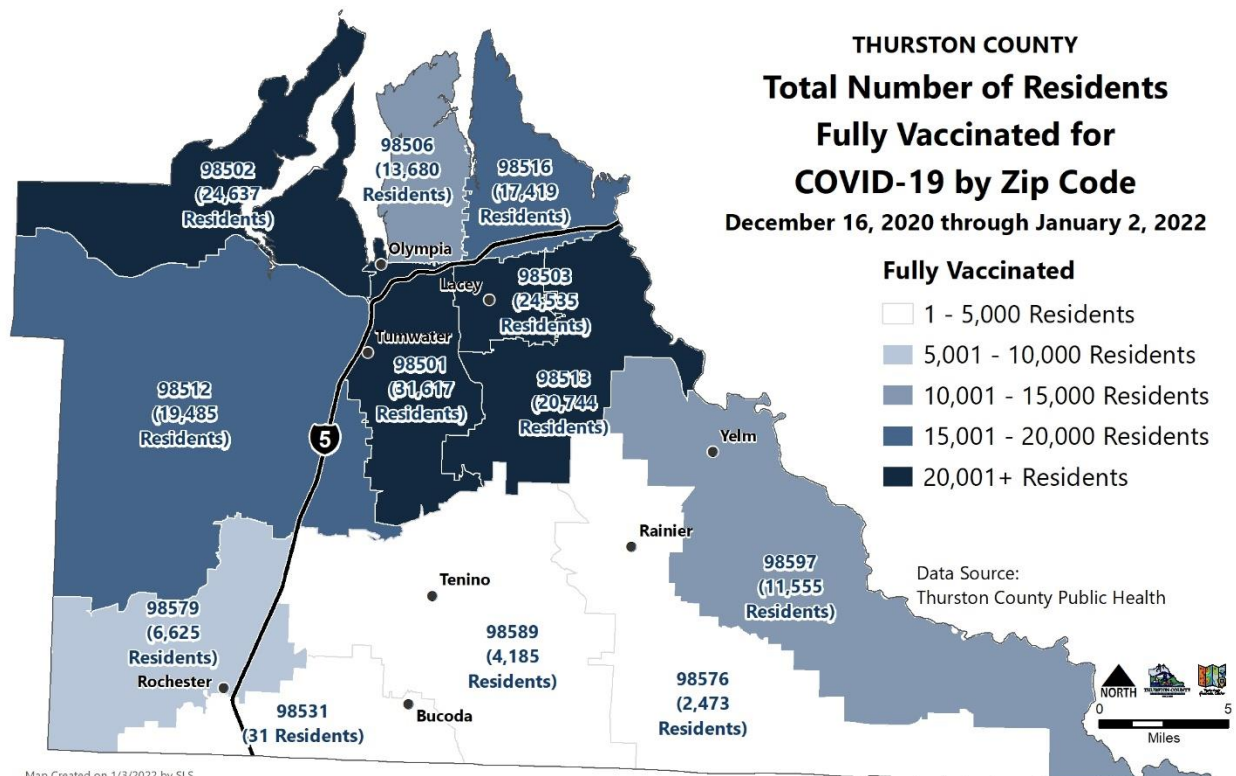 THURSTON COUNTY
Total Number of Residents
Fully Vaccinated for
COVID-19 by Zip Code
December 16, 2020 through January 2, 2022
Fully Vaccinated
1 - 5,000 Residents
5,001 - 10,000 Residents
10,001 - 15,000 Residents
15,001 - 20,000 Residents
20,001+ Residents
98502
(24,637
Residents)
98506
(13,680
Residents)
98516
(17,419
Residents)
Olympia
Lacey
98503
(24,535
Residents)
Tumwater
98501
(31,617
Residents)
98513
(20,744
Residents)
98512
(19,485
Residents)
5
Yelm
Rainier
98597
(11,555
Residents)
Tenino
98579
(6,625
Residents)
Rochester
98589
(4,185
Residents)
98576
(2,473
Residents)
98531
(31 Residents)
Bucoda
Data Source:
Thurston County Public Health
NORTH
THURSTON COUNTY
0 5
Miles
Map Created on 1/3/2022 by SLS